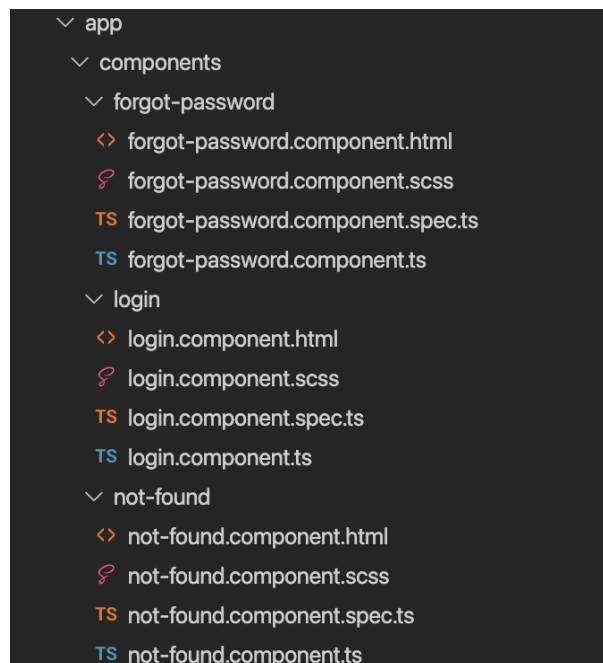 app
components
forgot-password
<> forgot-password.component.html
forgot-password.component.scss
TS forgot-password.component.spec.ts
TS forgot-password.component.ts
login
<> login.component.html
login.component.scss
TS login.component.spec.ts
TS login.component.ts
not-found
<> not-found.component.html
not-found.component.scss
TS not-found.component.spec.ts
TS not-found.component.ts